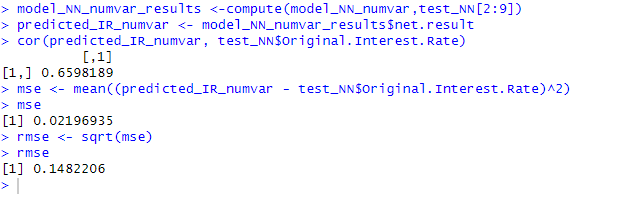 > model_NN_numvar_results <-compute(model_NN_numvar,test_NN[2:9])
> predicted_IR_numvar <- model_NN_numvar_results$net.result
> cor(predicted_IR_numvar, test_NN$Original.Interest.Rate)
[,1]
[1,] 0.6598189
> mse <- mean((predicted_IR_numvar - test_NN$Original.Interest.Rate)^2)
> mse
[1] 0.02196935
> rmse <- sqrt(mse)
> rmse
[1] 0.1482206
>